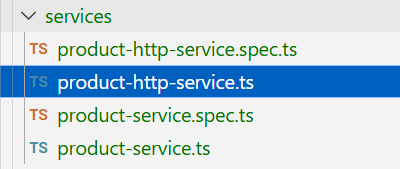 services
TS product-http-service.spec.ts
TS product-http-service.ts
TS product-service.spec.ts
TS product-service.ts